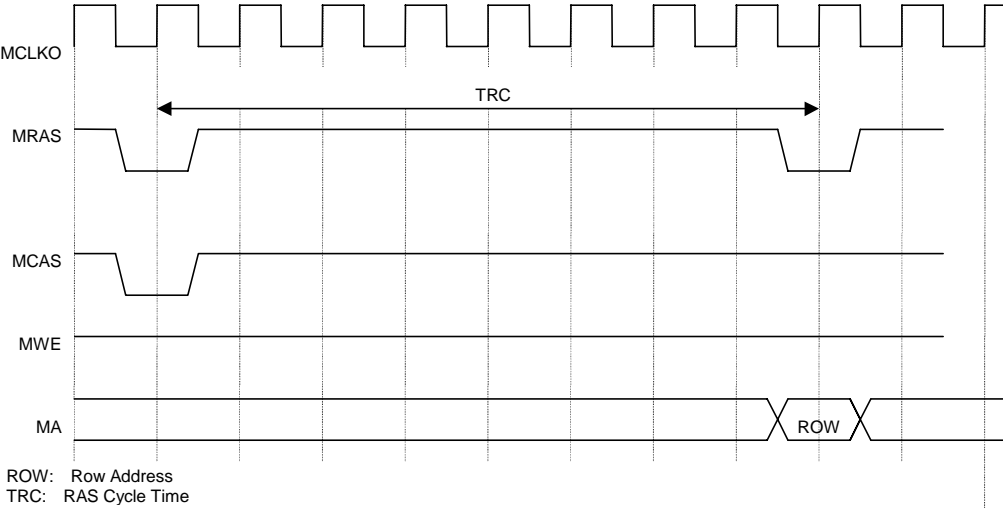 MCLKO
TRC
MRAS
MCAS
MWE
MA
ROW
ROW: Row Address
TRC: RAS Cycle Time